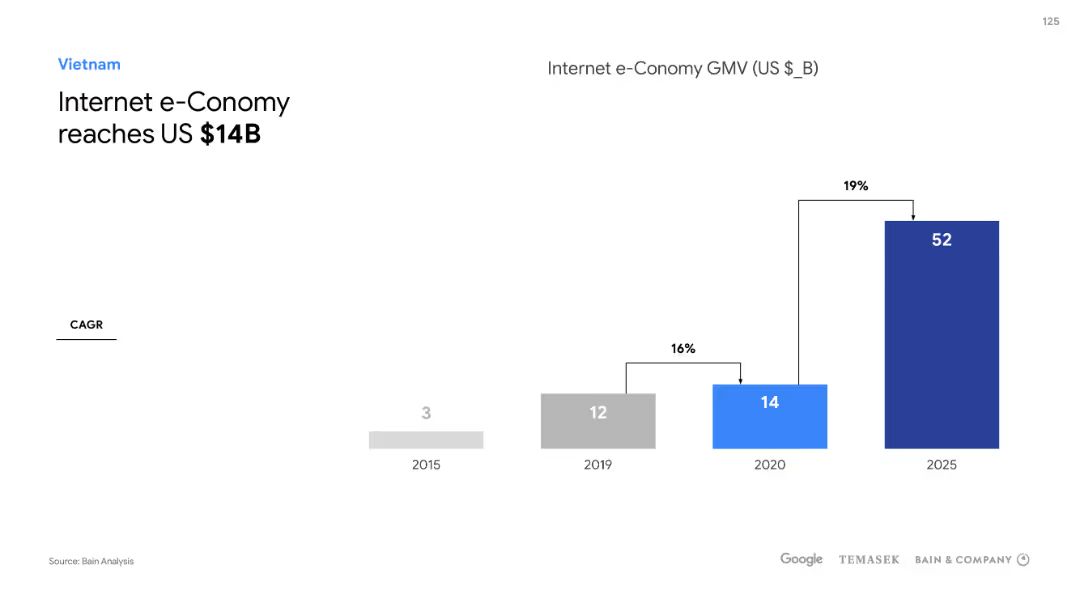 125
Vietnam
Internet e-Conomy
reaches US $14B
Internet e-Conomy GMV (US $_B)
19%
52
CAGR
16%
3
12
14
2015
2019
2020
2025
Source: Bain Analysis
Google
TEMASEK
BAIN & COMPANY